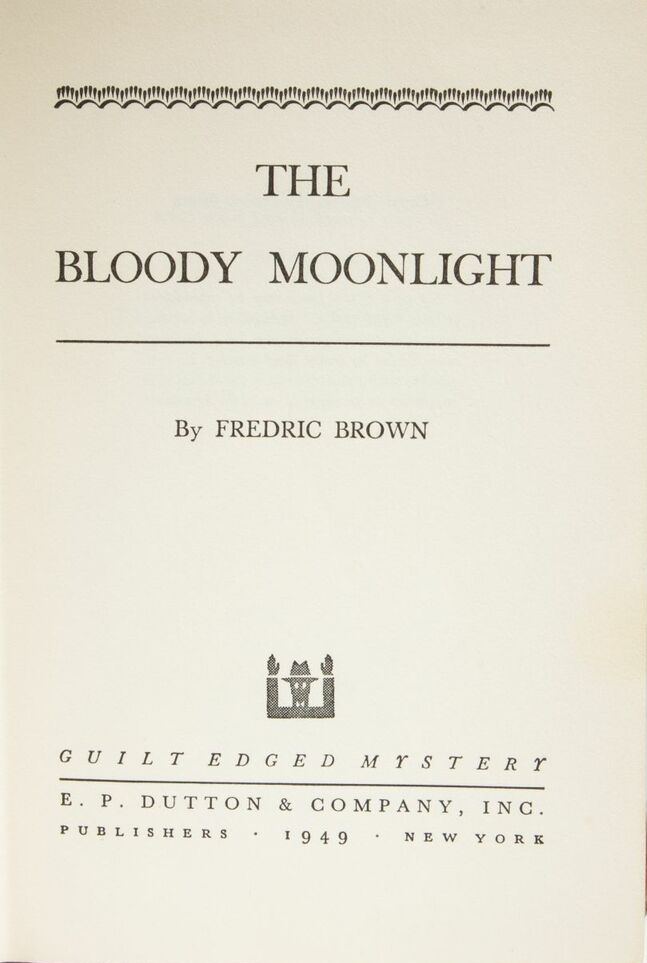 THE
BLOODY MOONLIGHT
By FREDRIC BROWN
GUILT EDGED MYSTERY
E. P. DUTTON & COMPANY, INC.
PUBLISHERS · 1949 · NEW YORK